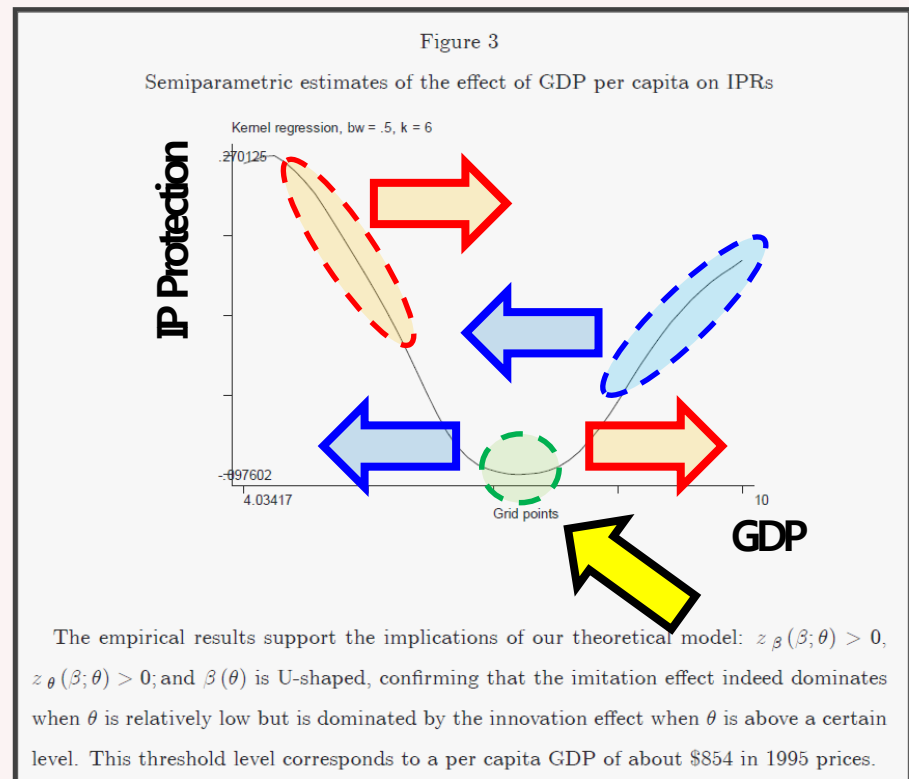 Figure 3
Semiparametric estimates of the effect of GDP per capita on IPRs
Kernel regression, bw = .5, k = 6
.270125
IP Protection
-.097602
4.03417
10
Grid points
GDP
The empirical results support the implications of our theoretical model: z β (β; θ) > 0,
z θ (β; θ) > 0; and β (θ) is U-shaped, confirming that the imitation effect indeed dominates
when θ is relatively low but is dominated by the innovation effect when θ is above a certain
level. This threshold level corresponds to a per capita GDP of about $854 in 1995 prices.